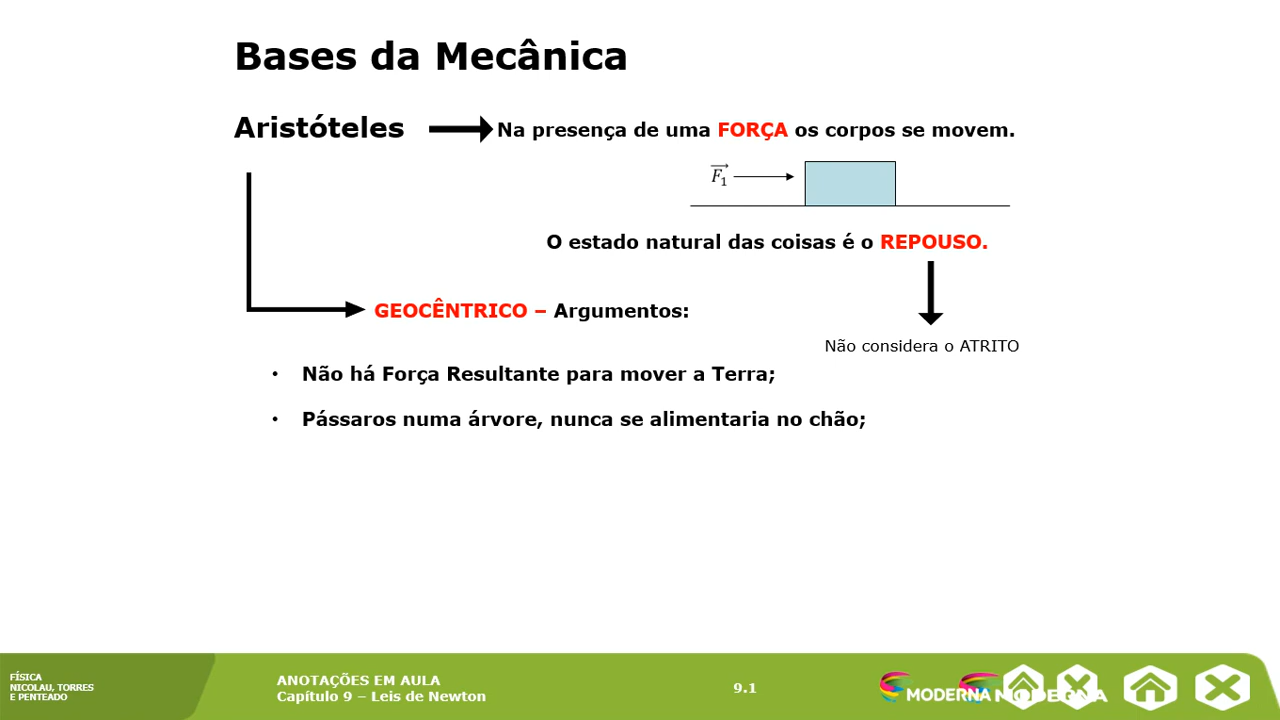 Bases da Mecânica
Aristóteles
Na presença de uma FORÇA os corpos se movem.
F₁
O estado natural das coisas é o REPOUSO.
GEOCÊNTRICO – Argumentos:
Não considera o ATRITO
• Não há Força Resultante para mover a Terra;
• Pássaros numa árvore, nunca se alimentaria no chão;
FÍSICA
NICOLAU, TORRES
E PENTEADO
ANOTAÇÕES EM AULA
Capítulo 9 – Leis de Newton
9.1
MODERNA
MODERNA